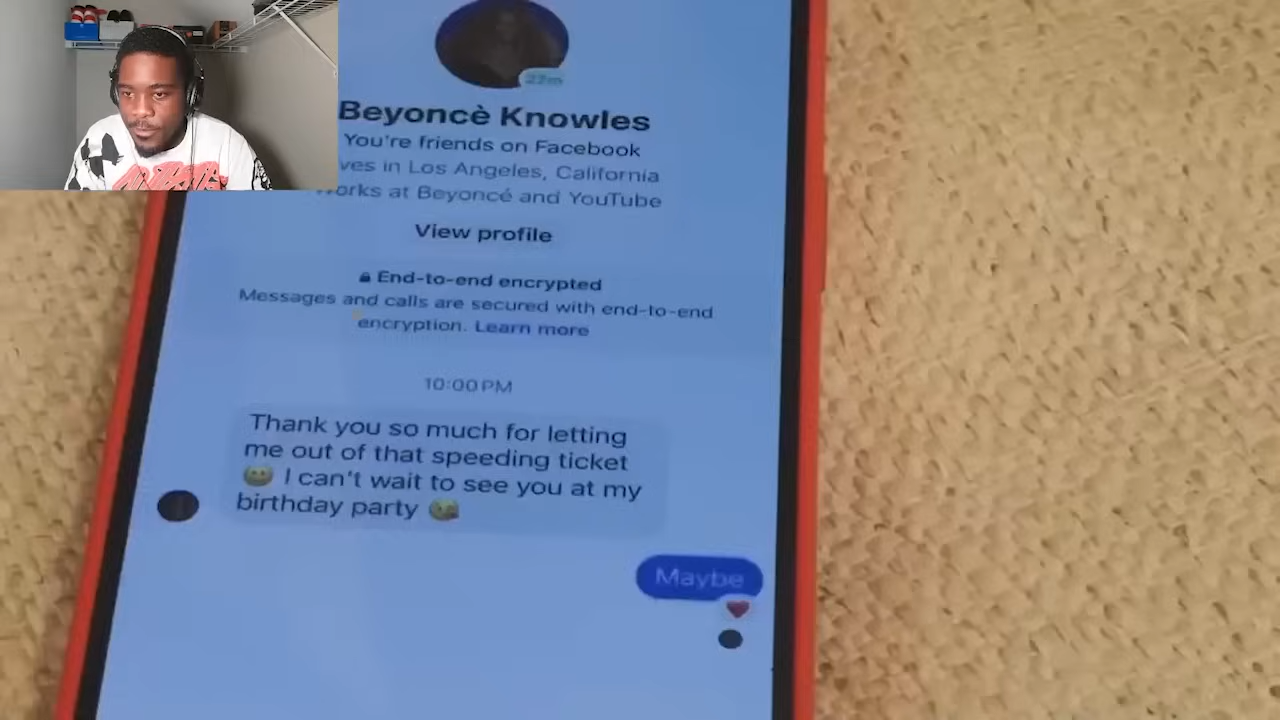 22m
Beyoncè Knowles
You're friends on Facebook
ves in Los Angeles, California
orks at Beyoncé and YouTube
View profile
End-to-end encrypted
Messages and calls are secured with end-to-end
encryption. Learn more
10:00 PM
Thank you so much for letting
me out of that speeding ticket
😀 I can't wait to see you at my
birthday party 😘
Maybe
❤️